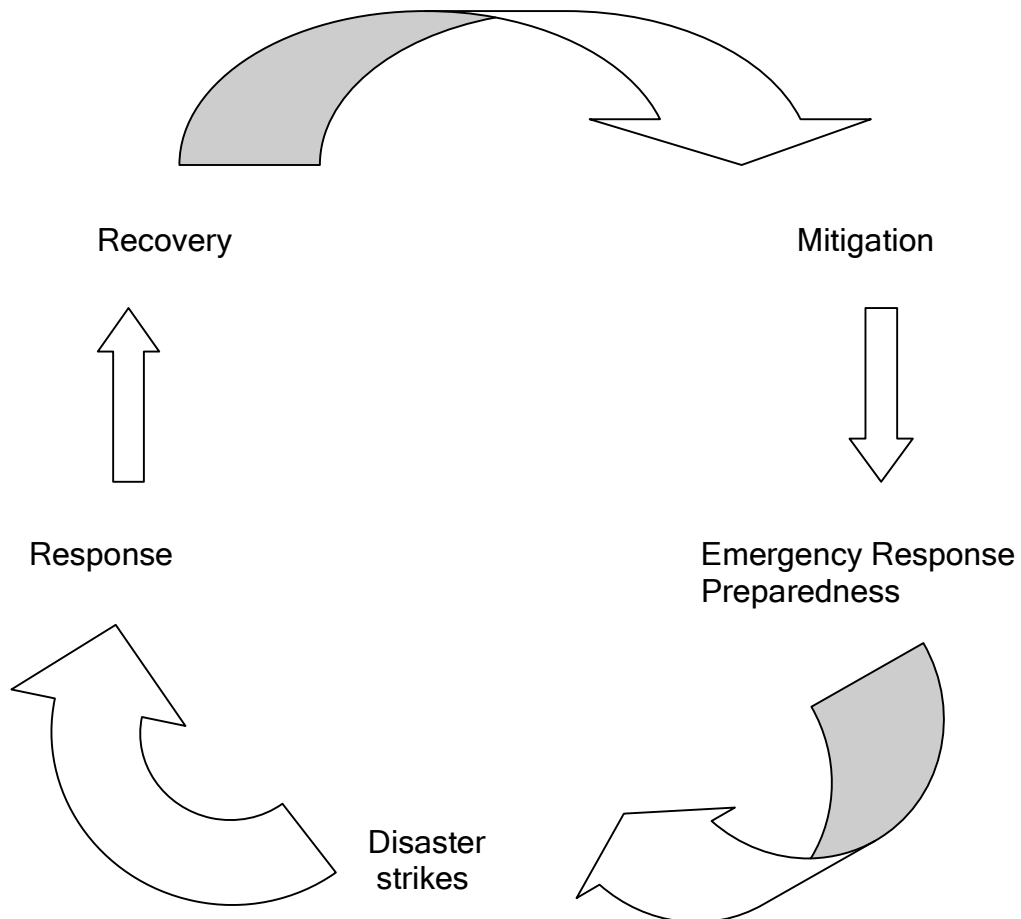 Recovery
Mitigation
Response
Emergency Response
Preparedness
Disaster
strikes